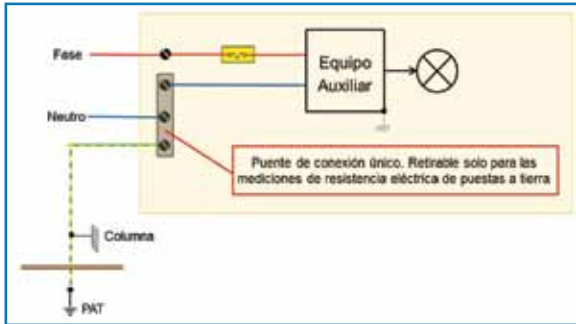 Fase
Equipo
Auxiliar
Neutro
Puente de conexión único. Retirable solo para las
mediciones de resistencia eléctrica de puestas a tierra
Columna
PAT